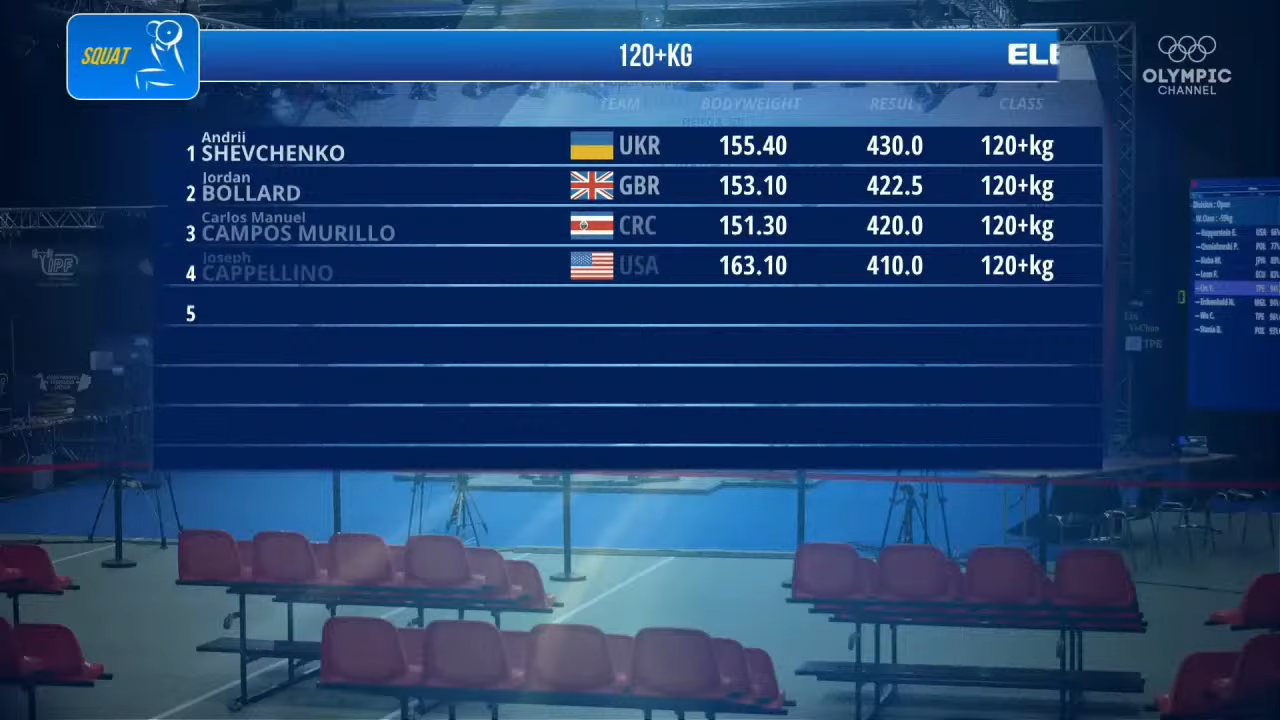 SQUAT
120+KG
ELE
OLYMPIC
CHANNEL
TEAM BODYWEIGHT RESUL CLASS
1 Andrii SHEVCHENKO UKR 155.40 430.0 120+kg
2 Jordan BOLLARD GBR 153.10 422.5 120+kg
3 Carlos Manuel CAMPOS MURILLO CRC 151.30 420.0 120+kg
4 Joseph CAPPELLINO USA 163.10 410.0 120+kg
5
IPF
TPE